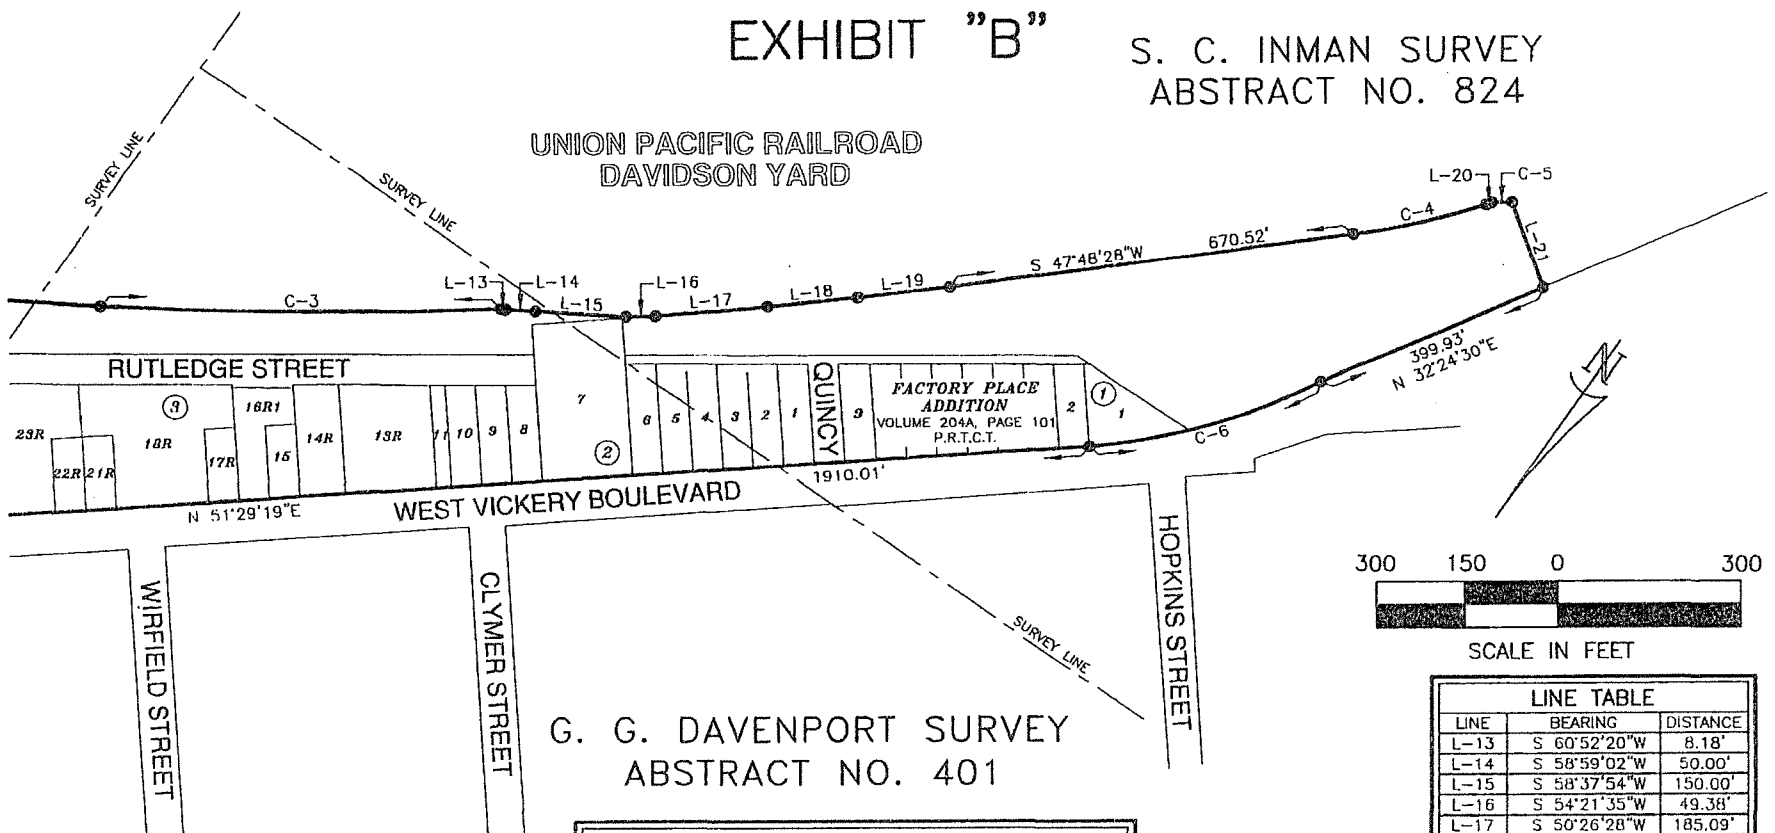 EXHIBIT "B"
S. C. INMAN SURVEY
ABSTRACT NO. 824
UNION PACIFIC RAILROAD
DAVIDSON YARD
SURVEY LINE
SURVEY LINE
L-20
C-5
C-4
L-21
670.52'
S 47°48'28"W
L-13
L-14
L-16
C-3
L-15
L-17
L-18
L-19
399.93'
N 32°24'30"E
N
RUTLEDGE STREET
QUINCY
FACTORY PLACE
ADDITION
VOLUME 204A, PAGE 101
P.R.T.C.T.
23R
22R
21R
3
18R
17R
16R1
15
14R
13R
11
10
9
8
7
2
6
5
4
3
2
1
9
2
1
1
C-6
1910.01'
N 51°29'19"E
WEST VICKERY BOULEVARD
WIRFIELD STREET
CLYMER STREET
HOPKINS STREET
SURVEY LINE
300 150 0 300
SCALE IN FEET
G. G. DAVENPORT SURVEY
ABSTRACT NO. 401
LINE TABLE
LINE BEARING DISTANCE
L-13 S 60°52'20"W 8.18'
L-14 S 58°59'02"W 50.00'
L-15 S 58°37'54"W 150.00'
L-16 S 54°21'35"W 49.38'
L-17 S 50°26'28"W 185.09'